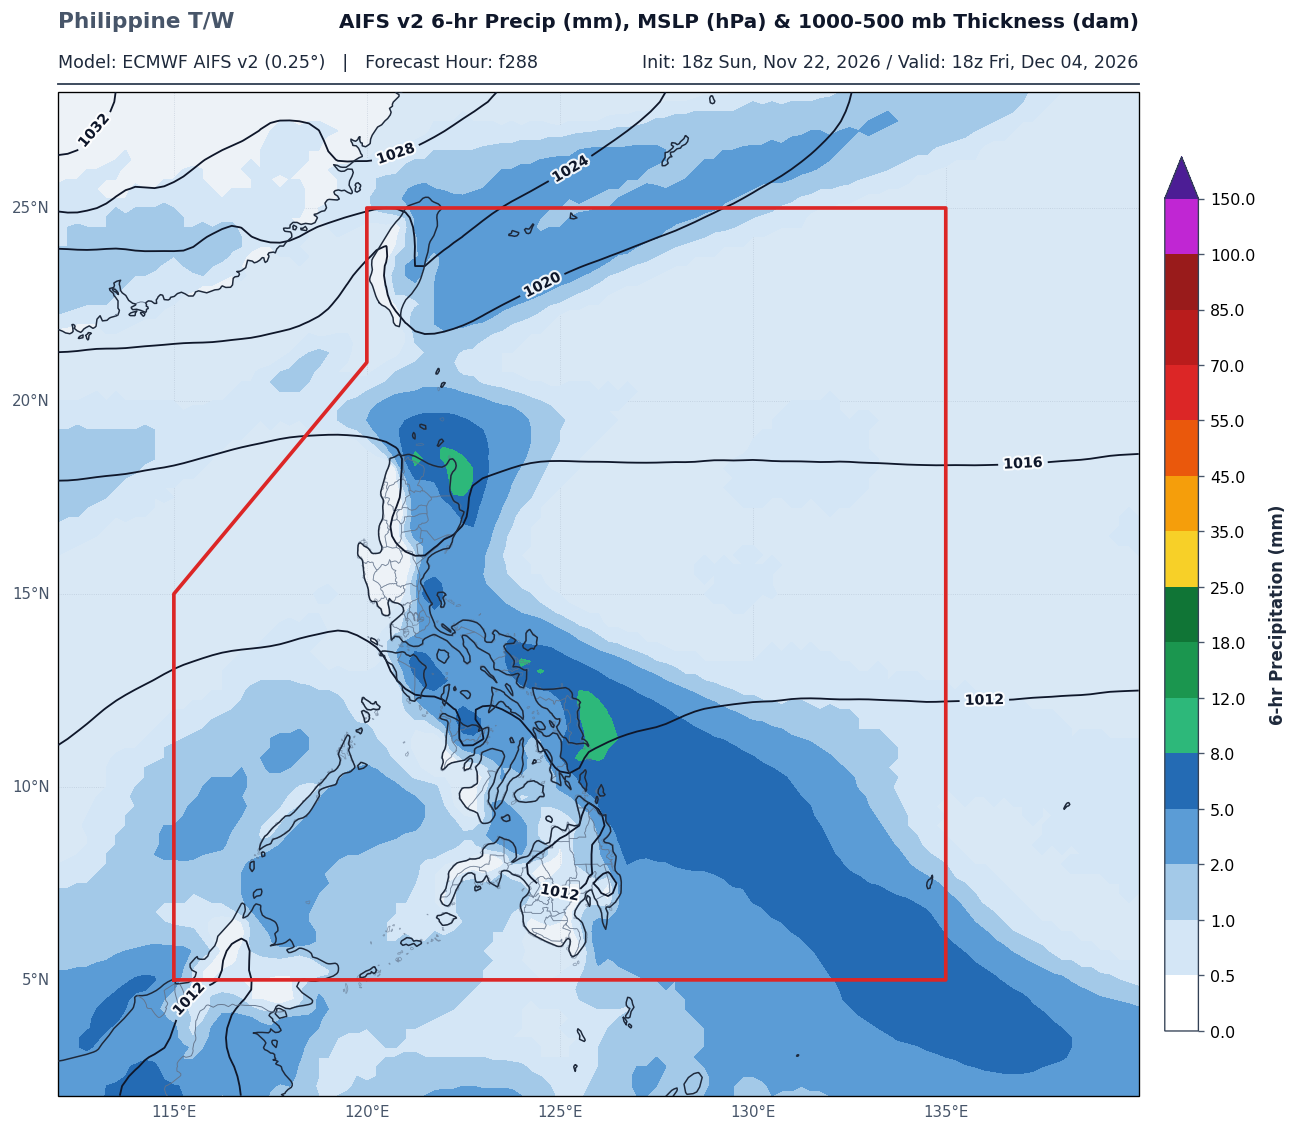 Philippine T/W
AIFS v2 6-hr Precip (mm), MSLP (hPa) & 1000-500 mb Thickness (dam)
Model: ECMWF AIFS v2 (0.25°) | Forecast Hour: f288
Init: 18z Sun, Nov 22, 2026 / Valid: 18z Fri, Dec 04, 2026
1032
1028
1024
1020
1016
1012
1012
1012
25°N
20°N
15°N
10°N
5°N
115°E
120°E
125°E
130°E
135°E
150.0
100.0
85.0
70.0
55.0
45.0
35.0
25.0
18.0
12.0
8.0
5.0
2.0
1.0
0.5
0.0
6-hr Precipitation (mm)